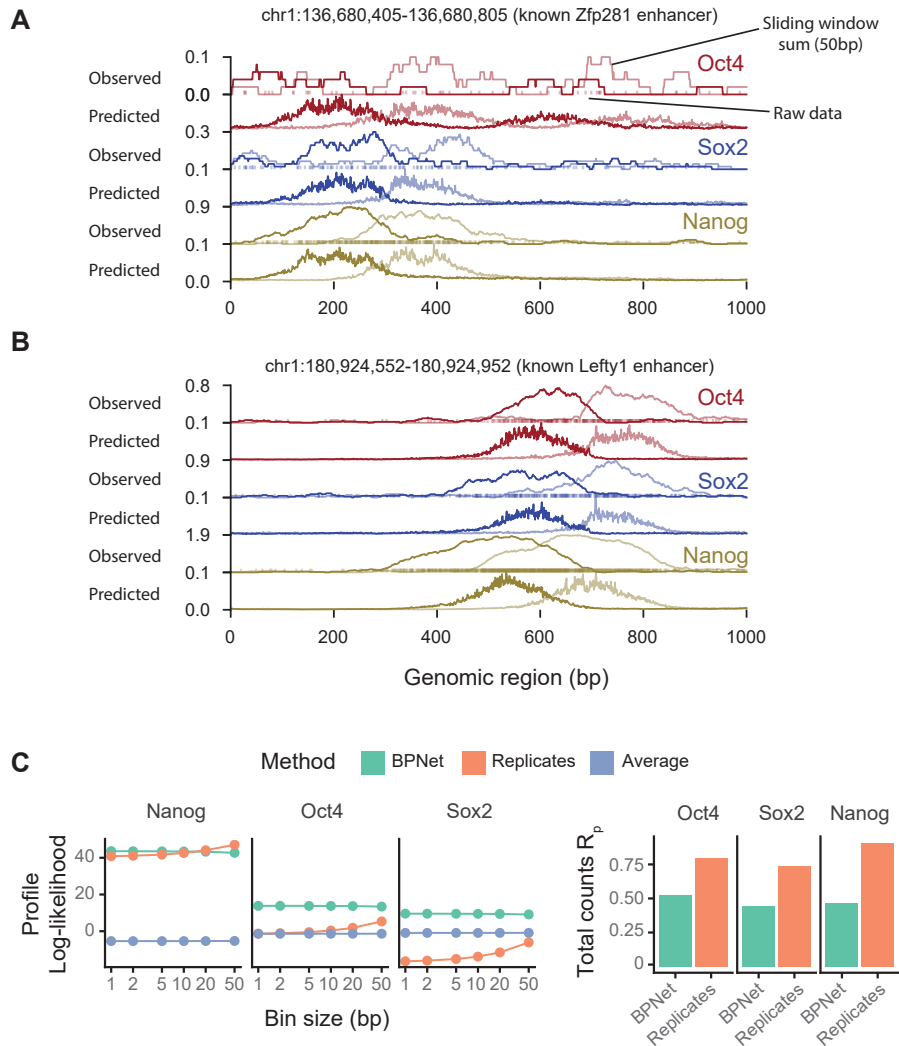 A
chr1:136,680,405-136,680,805 (known Zfp281 enhancer)
Sliding window
sum (50bp)
Raw data
0.1
Observed
Oct4
0.0
Predicted
0.3
Observed
Sox2
0.1
Predicted
0.9
Observed
Nanog
0.1
Predicted
0.0
0 200 400 600 800 1000
B
chr1:180,924,552-180,924,952 (known Lefty1 enhancer)
0.8
Observed
Oct4
0.1
Predicted
0.9
Observed
Sox2
0.1
Predicted
1.9
Observed
Nanog
0.1
Predicted
0.0
0 200 400 600 800 1000
Genomic region (bp)
C
Method BPNet Replicates Average
Nanog Oct4 Sox2
Profile
Log-likelihood
40
20
0
1 2 5 10 20 50 1 2 5 10 20 50 1 2 5 10 20 50
Bin size (bp)
Oct4 Sox2 Nanog
Total counts Rp
0.75
0.50
0.25
0
BPNet Replicates BPNet Replicates BPNet Replicates